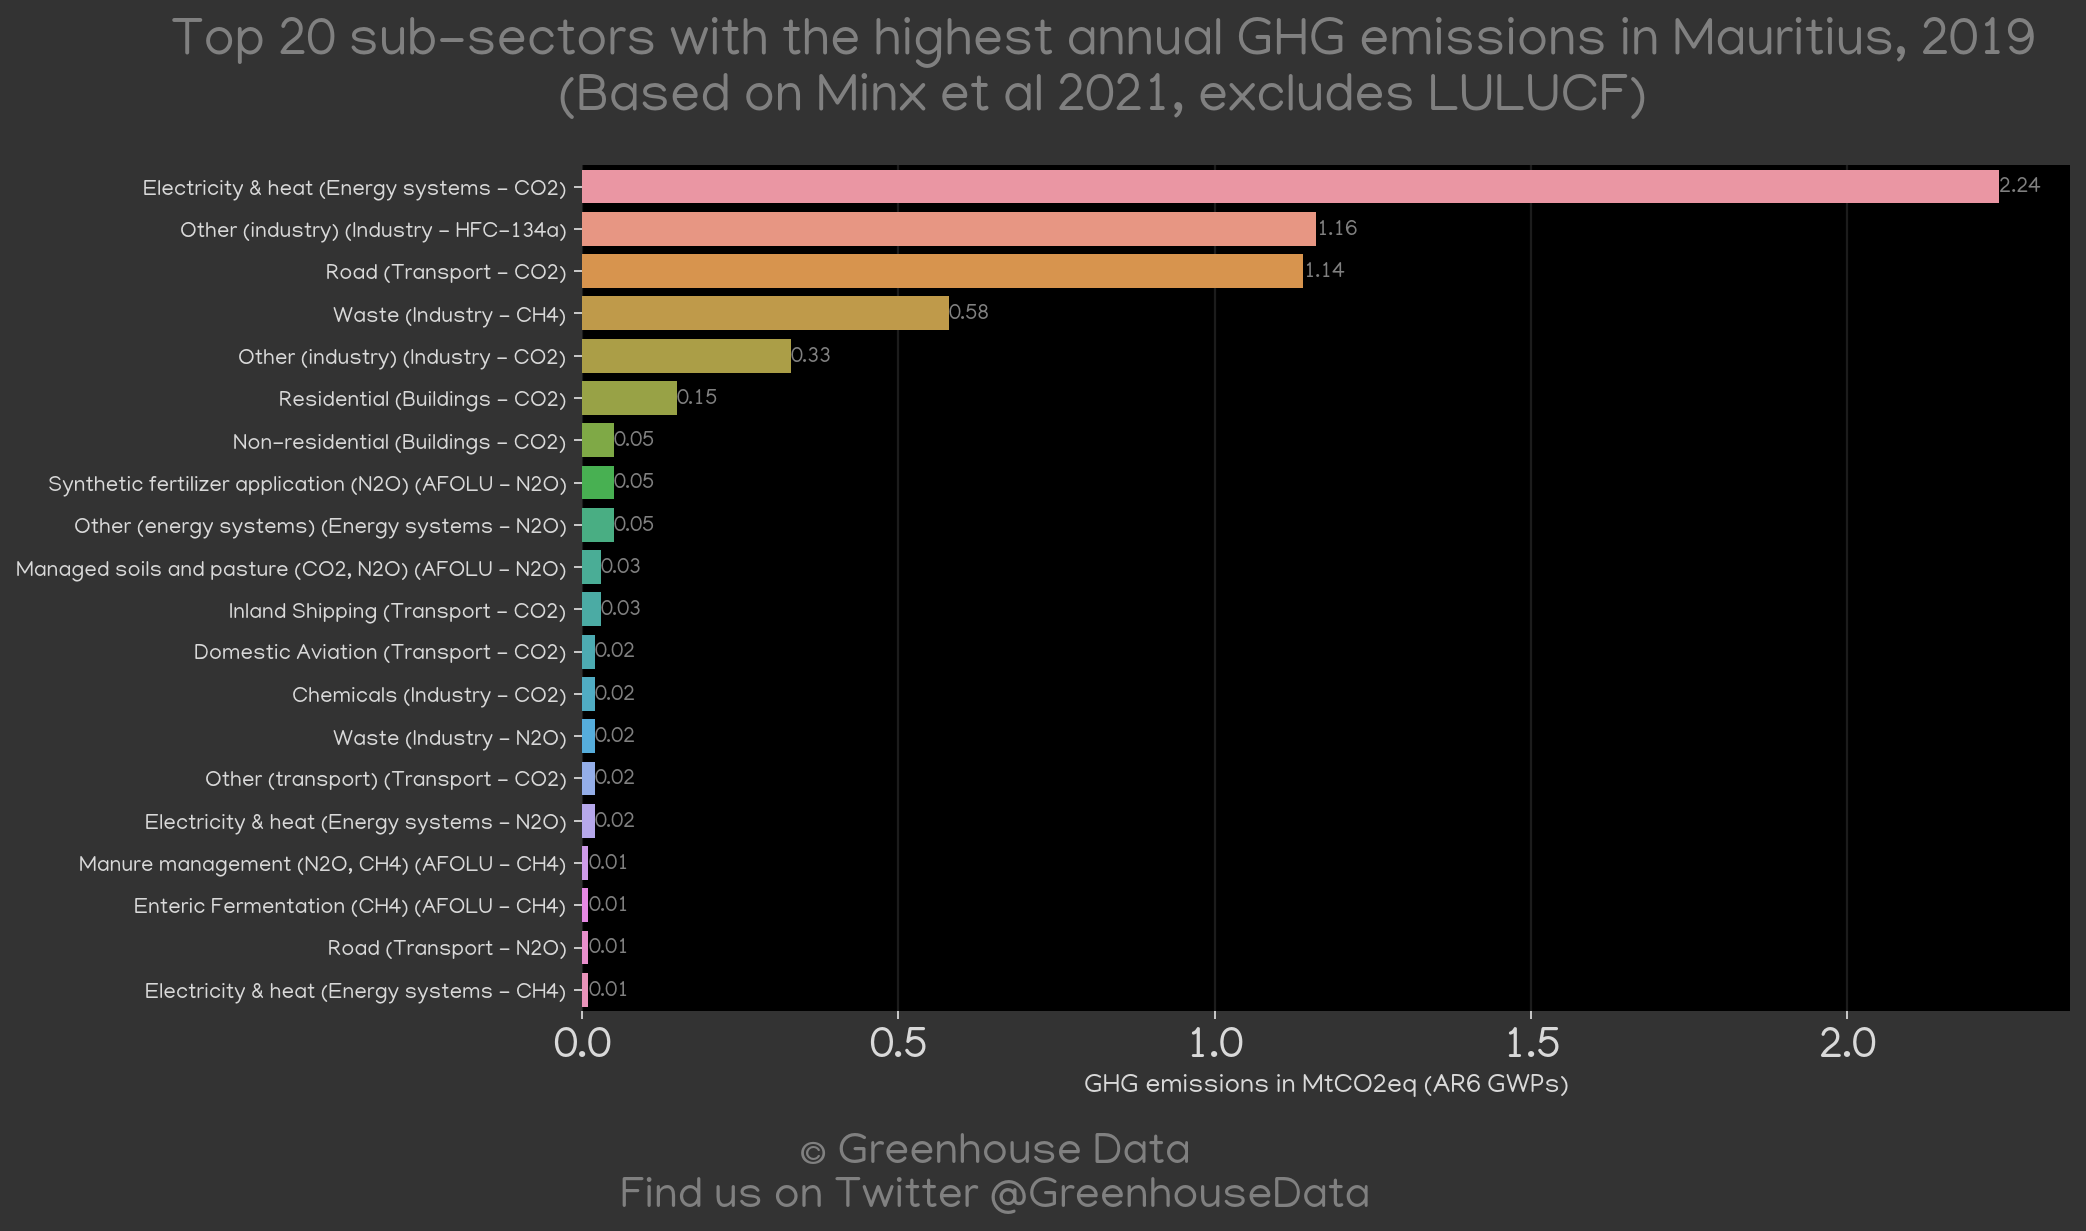 Top 20 sub-sectors with the highest annual GHG emissions in Mauritius, 2019
(Based on Minx et al 2021, excludes LULUCF)
Electricity & heat (Energy systems - CO2) 2.24
Other (industry) (Industry - HFC-134a) 1.16
Road (Transport - CO2) 1.14
Waste (Industry - CH4) 0.58
Other (industry) (Industry - CO2) 0.33
Residential (Buildings - CO2) 0.15
Non-residential (Buildings - CO2) 0.05
Synthetic fertilizer application (N2O) (AFOLU - N2O) 0.05
Other (energy systems) (Energy systems - N2O) 0.05
Managed soils and pasture (CO2, N2O) (AFOLU - N2O) 0.03
Inland Shipping (Transport - CO2) 0.03
Domestic Aviation (Transport - CO2) 0.02
Chemicals (Industry - CO2) 0.02
Waste (Industry - N2O) 0.02
Other (transport) (Transport - CO2) 0.02
Electricity & heat (Energy systems - N2O) 0.02
Manure management (N2O, CH4) (AFOLU - CH4) 0.01
Enteric Fermentation (CH4) (AFOLU - CH4) 0.01
Road (Transport - N2O) 0.01
Electricity & heat (Energy systems - CH4) 0.01
0.0 0.5 1.0 1.5 2.0
GHG emissions in MtCO2eq (AR6 GWPs)
© Greenhouse Data
Find us on Twitter @GreenhouseData